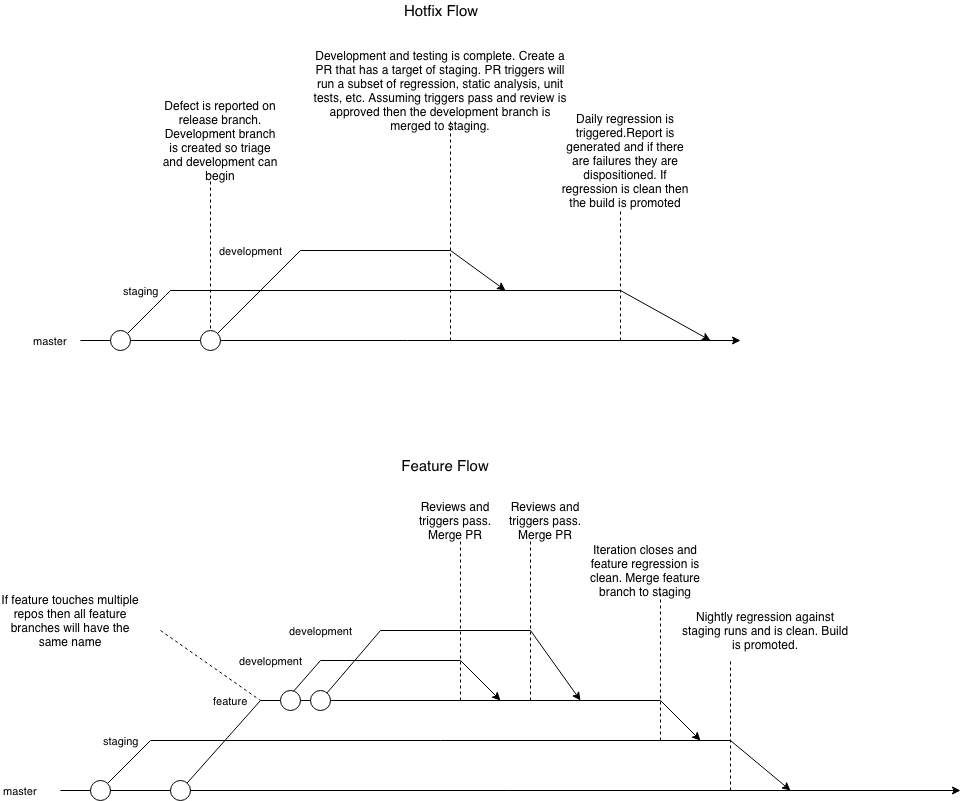 Hotfix Flow
Development and testing is complete. Create a
PR that has a target of staging. PR triggers will
run a subset of regression, static analysis, unit
tests, etc. Assuming triggers pass and review is
approved then the development branch is
merged to staging.
Defect is reported on
release branch.
Development branch
is created so triage
and development can
begin
Daily regression is
triggered.Report is
generated and if there
are failures they are
dispositioned. If
regression is clean then
the build is promoted
development
staging
master
Feature Flow
Reviews and
triggers pass.
Merge PR
Reviews and
triggers pass.
Merge PR
Iteration closes and
feature regression is
clean. Merge feature
branch to staging
If feature touches multiple
repos then all feature
branches will have the
same name
Nightly regression against
staging runs and is clean. Build
is promoted.
development
development
feature
staging
master